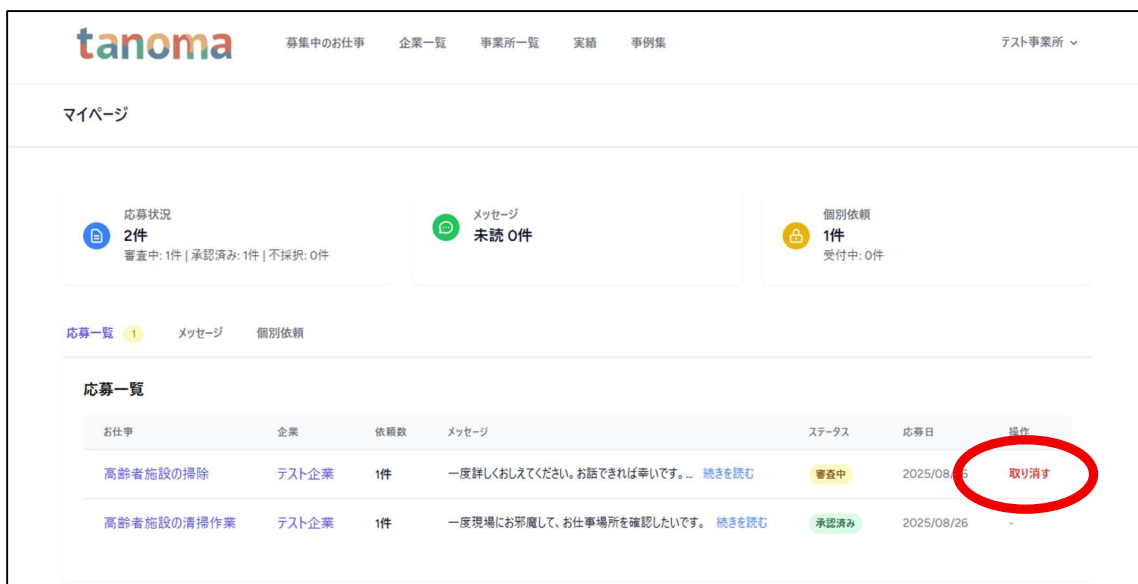 tanoma 募集中のお仕事 企業一覧 事業所一覧 実績 事例集 テスト事業所
マイページ
応募状況
2件
審査中: 1件 | 承認済み: 1件 | 不採択: 0件
メッセージ
未読 0件
個別依頼
1件
受付中: 0件
応募一覧 1 メッセージ 個別依頼
応募一覧
お仕事 企業 依頼数 メッセージ ステータス 応募日 操作
高齢者施設の掃除 テスト企業 1件 一度詳しくおしえてください。お話できれば幸いです。... 続きを読む 審査中 2025/08/ 取り消す
高齢者施設の清掃作業 テスト企業 1件 一度現場にお邪魔して、お仕事場所を確認したいです。 続きを読む 承認済み 2025/08/26 -